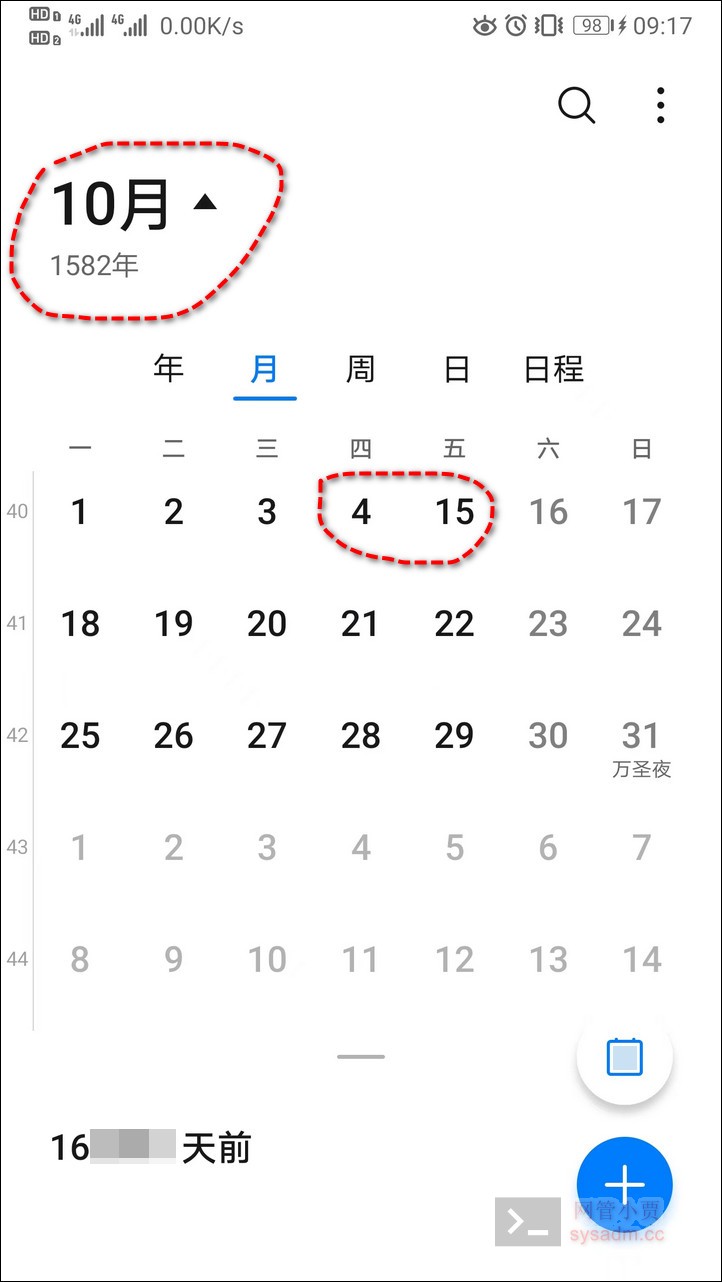 HD 1 4G 4G 0.00K/s 98 09:17
HD 2
10月
1582年
年 月 周 日 日程
一 二 三 四 五 六 日
40 1 2 3 4 15 16 17
41 18 19 20 21 22 23 24
42 25 26 27 28 29 30 31
万圣夜
43 1 2 3 4 5 6 7
44 8 9 10 11 12 13 14
16 天前
网管小贾
sysadm.cc